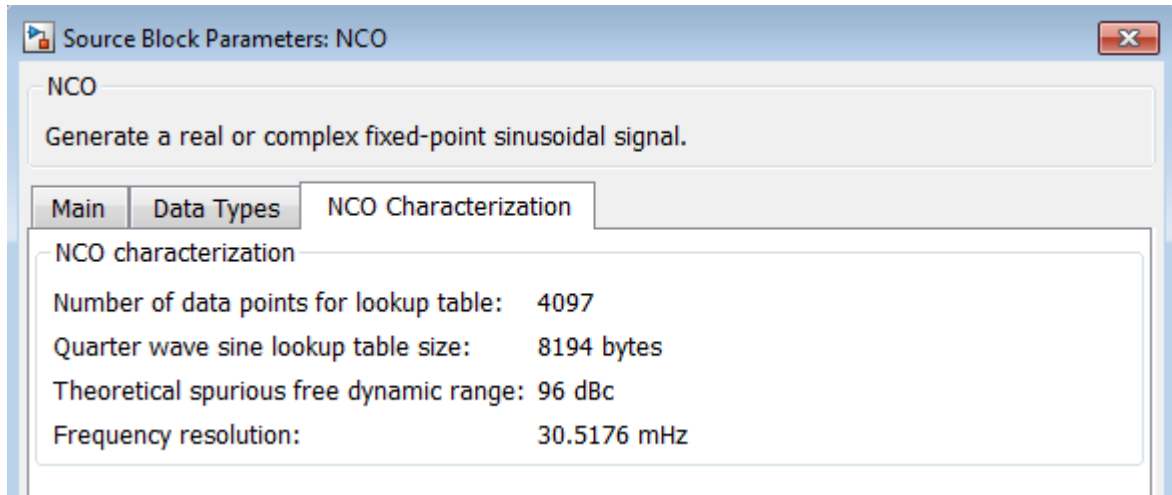 Source Block Parameters: NCO
NCO
Generate a real or complex fixed-point sinusoidal signal.
Main Data Types NCO Characterization
NCO characterization
Number of data points for lookup table: 4097
Quarter wave sine lookup table size: 8194 bytes
Theoretical spurious free dynamic range: 96 dBc
Frequency resolution: 30.5176 mHz